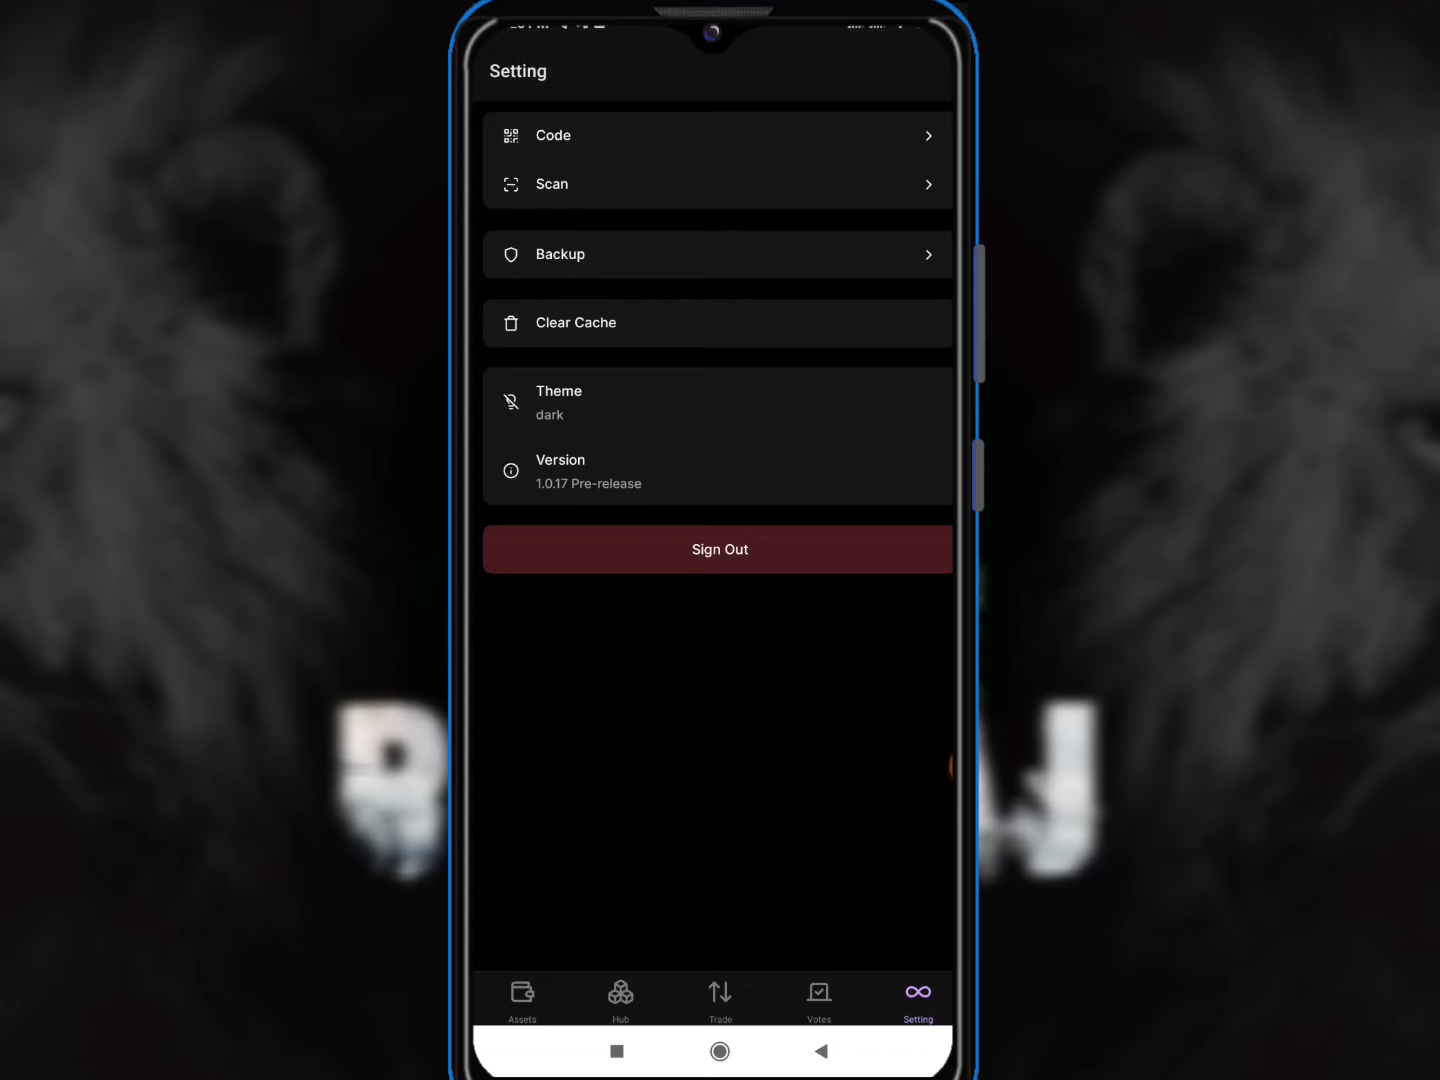 Setting
Code
Scan
Backup
Clear Cache
Theme
dark
Version
1.0.17 Pre-release
Sign Out
Assets
Hub
Trade
Votes
Setting